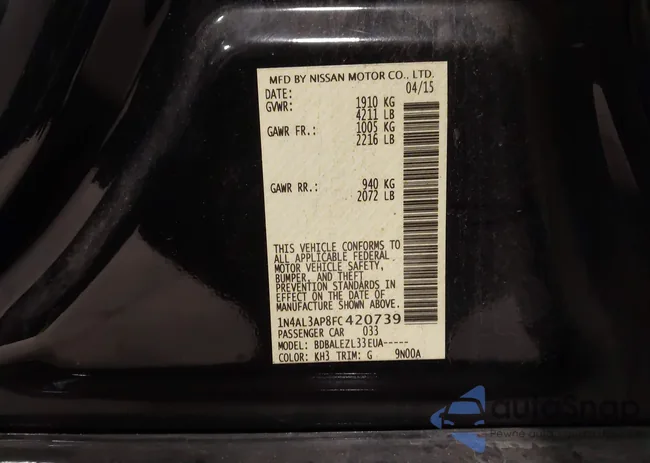 MFD BY NISSAN MOTOR CO., LTD.
DATE: 04/15
GVWR: 1910 KG
4211 LB
GAWR FR.: 1005 KG
2216 LB
GAWR RR.: 940 KG
2072 LB
THIS VEHICLE CONFORMS TO
ALL APPLICABLE FEDERAL
MOTOR VEHICLE SAFETY,
BUMPER, AND THEFT
PREVENTION STANDARDS IN
EFFECT ON THE DATE OF
MANUFACTURE SHOWN ABOVE.
1N4AL3AP8FC420739
PASSENGER CAR 033
MODEL: BDBALEZL33EUA-----
COLOR: KH3 TRIM: G 9N00A
autosnap